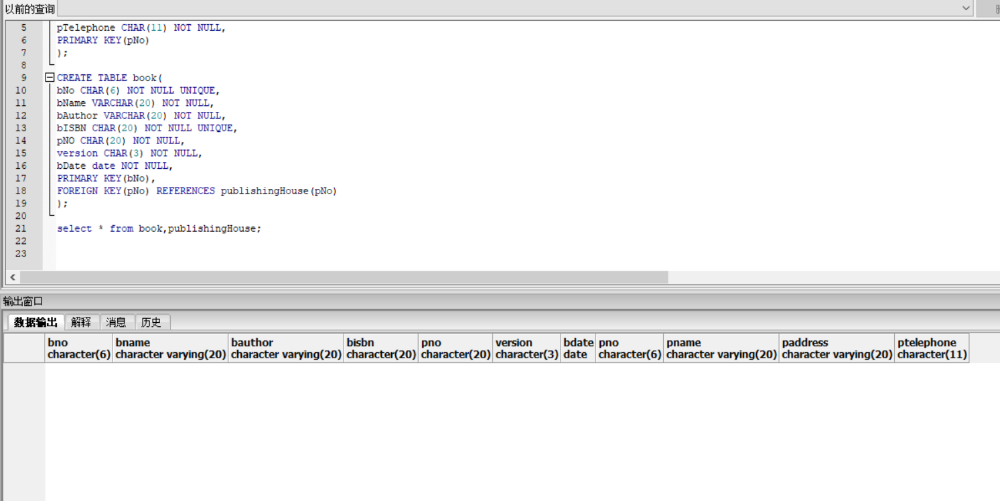 以前的查询
5 pTelephone CHAR(11) NOT NULL,
6 PRIMARY KEY(pNo)
7 );
8
9 CREATE TABLE book(
10 bNo CHAR(6) NOT NULL UNIQUE,
11 bName VARCHAR(20) NOT NULL,
12 bAuthor VARCHAR(20) NOT NULL,
13 bISBN CHAR(20) NOT NULL UNIQUE,
14 pNO CHAR(20) NOT NULL,
15 version CHAR(3) NOT NULL,
16 bDate date NOT NULL,
17 PRIMARY KEY(bNo),
18 FOREIGN KEY(pNo) REFERENCES publishingHouse(pNo)
19 );
20
21 select * from book,publishingHouse;
22
23
输出窗口
数据输出 解释 消息 历史
bno bname bauthor bisbn pno version bdate pno pname paddress ptelephone
character(6) character varying(20) character varying(20) character(20) character(20) character(3) date character(6) character varying(20) character varying(20) character(11)